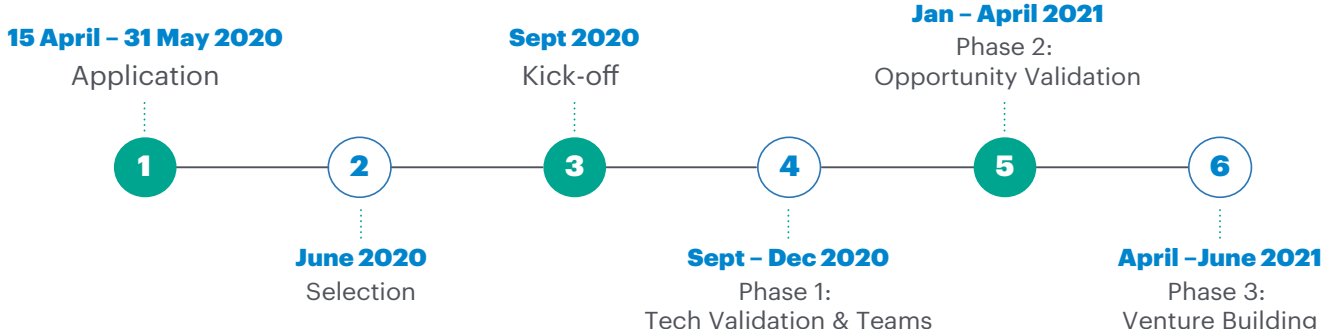 15 April – 31 May 2020
Application
Sept 2020
Kick-off
Jan – April 2021
Phase 2:
Opportunity Validation
1
2
3
4
5
6
June 2020
Selection
Sept – Dec 2020
Phase 1:
Tech Validation & Teams
April –June 2021
Phase 3:
Venture Building